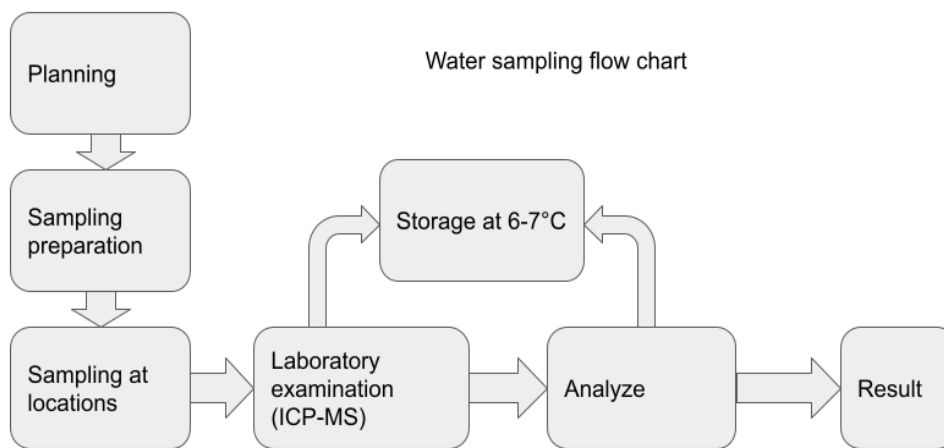 Water sampling flow chart
Planning
Sampling
preparation
Sampling at
locations
Laboratory
examination
(ICP-MS)
Storage at 6-7°C
Analyze
Result